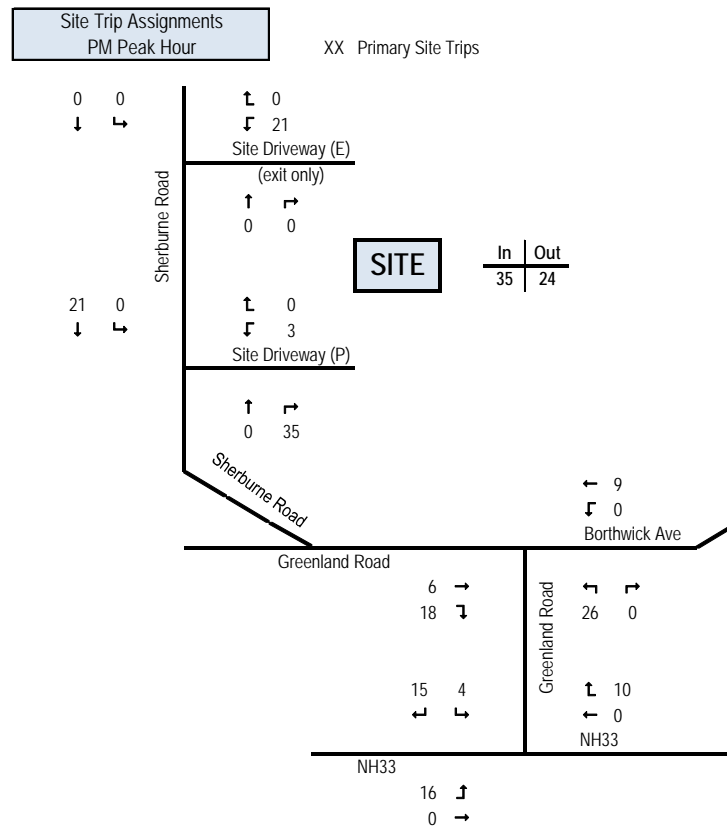 Site Trip Assignments
PM Peak Hour
XX Primary Site Trips
0 0
0
21
Site Driveway (E)
(exit only)
0 0
Sherburne Road
SITE
In Out
35 24
21 0
0
3
Site Driveway (P)
0 35
Sherburne Road
9
0
Borthwick Ave
Greenland Road
6
18
Greenland Road
26 0
15 4
10
0
NH33
NH33
16
0